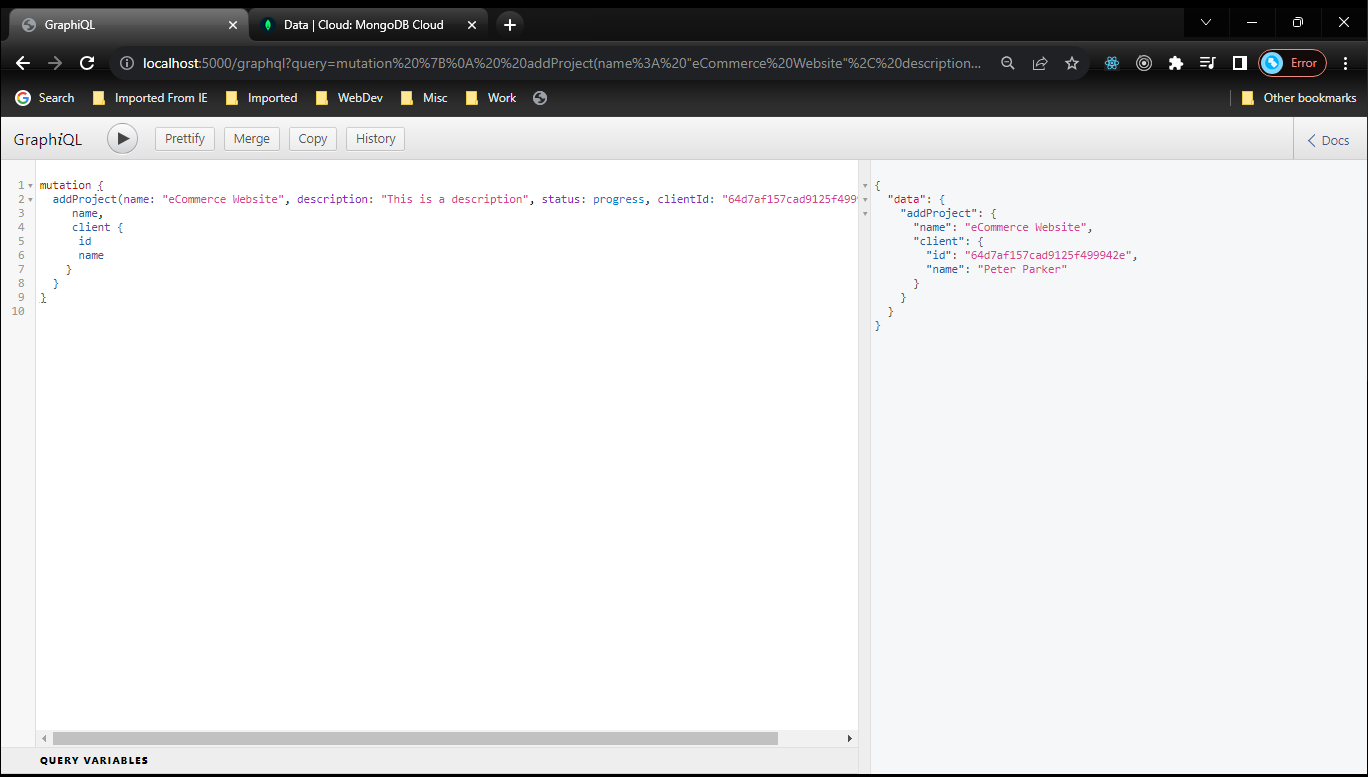 GraphiQL
Data | Cloud: MongoDB Cloud
localhost:5000/graphql?query=mutation%20%7B%0A%20%20addProject(name%3A%20"eCommerce%20Website"%2C%20description...
Error
Search Imported From IE Imported WebDev Misc Work Other bookmarks
GraphiQL Prettify Merge Copy History Docs
1 mutation {
2 addProject(name: "eCommerce Website", description: "This is a description", status: progress, clientId: "64d7af157cad9125f499
3 name,
4 client {
5 id
6 name
7 }
8 }
9 }
10
{
"data": {
"addProject": {
"name": "eCommerce Website",
"client": {
"id": "64d7af157cad9125f499942e",
"name": "Peter Parker"
}
}
}
}
QUERY VARIABLES